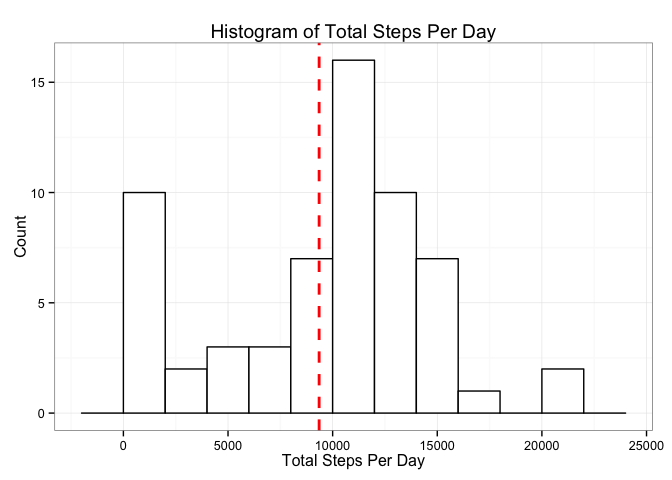 Histogram of Total Steps Per Day
15
10
5
0
Count
0 5000 10000 15000 20000 25000
Total Steps Per Day